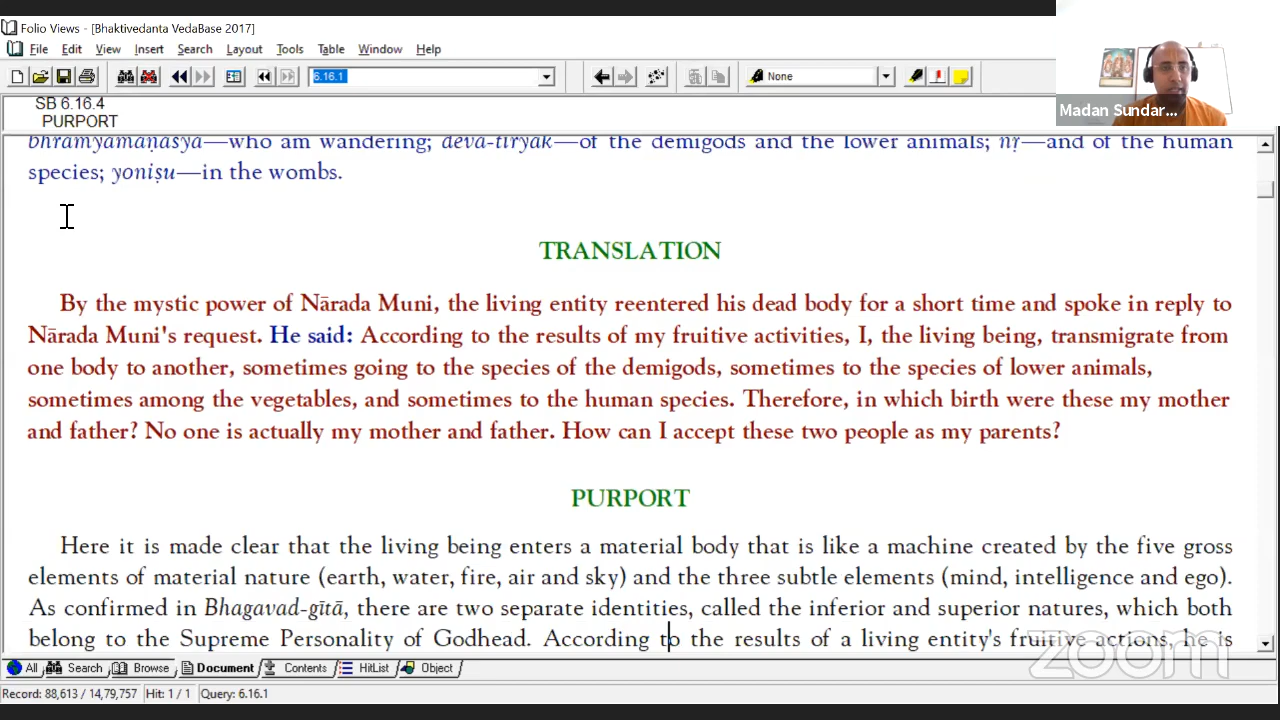 Folio Views - [Bhaktivedanta VedaBase 2017]
File Edit View Insert Search Layout Tools Table Window Help
6.16.1 None
Madan Sundar...
SB 6.16.4
PURPORT
bhramyamāṇasya—who am wandering; deva-tiryak—of the demigods and the lower animals; nṛ—and of the human
species; yoniṣu—in the wombs.
TRANSLATION
By the mystic power of Nārada Muni, the living entity reentered his dead body for a short time and spoke in reply to
Nārada Muni's request. He said: According to the results of my fruitive activities, I, the living being, transmigrate from
one body to another, sometimes going to the species of the demigods, sometimes to the species of lower animals,
sometimes among the vegetables, and sometimes to the human species. Therefore, in which birth were these my mother
and father? No one is actually my mother and father. How can I accept these two people as my parents?
PURPORT
Here it is made clear that the living being enters a material body that is like a machine created by the five gross
elements of material nature (earth, water, fire, air and sky) and the three subtle elements (mind, intelligence and ego).
As confirmed in Bhagavad-gītā, there are two separate identities, called the inferior and superior natures, which both
belong to the Supreme Personality of Godhead. According to the results of a living entity's fruitive actions, he is
zoom
All Search Browse Document Contents HitList Object
Record: 88,613 / 14,79,757 Hit: 1 / 1 Query: 6.16.1